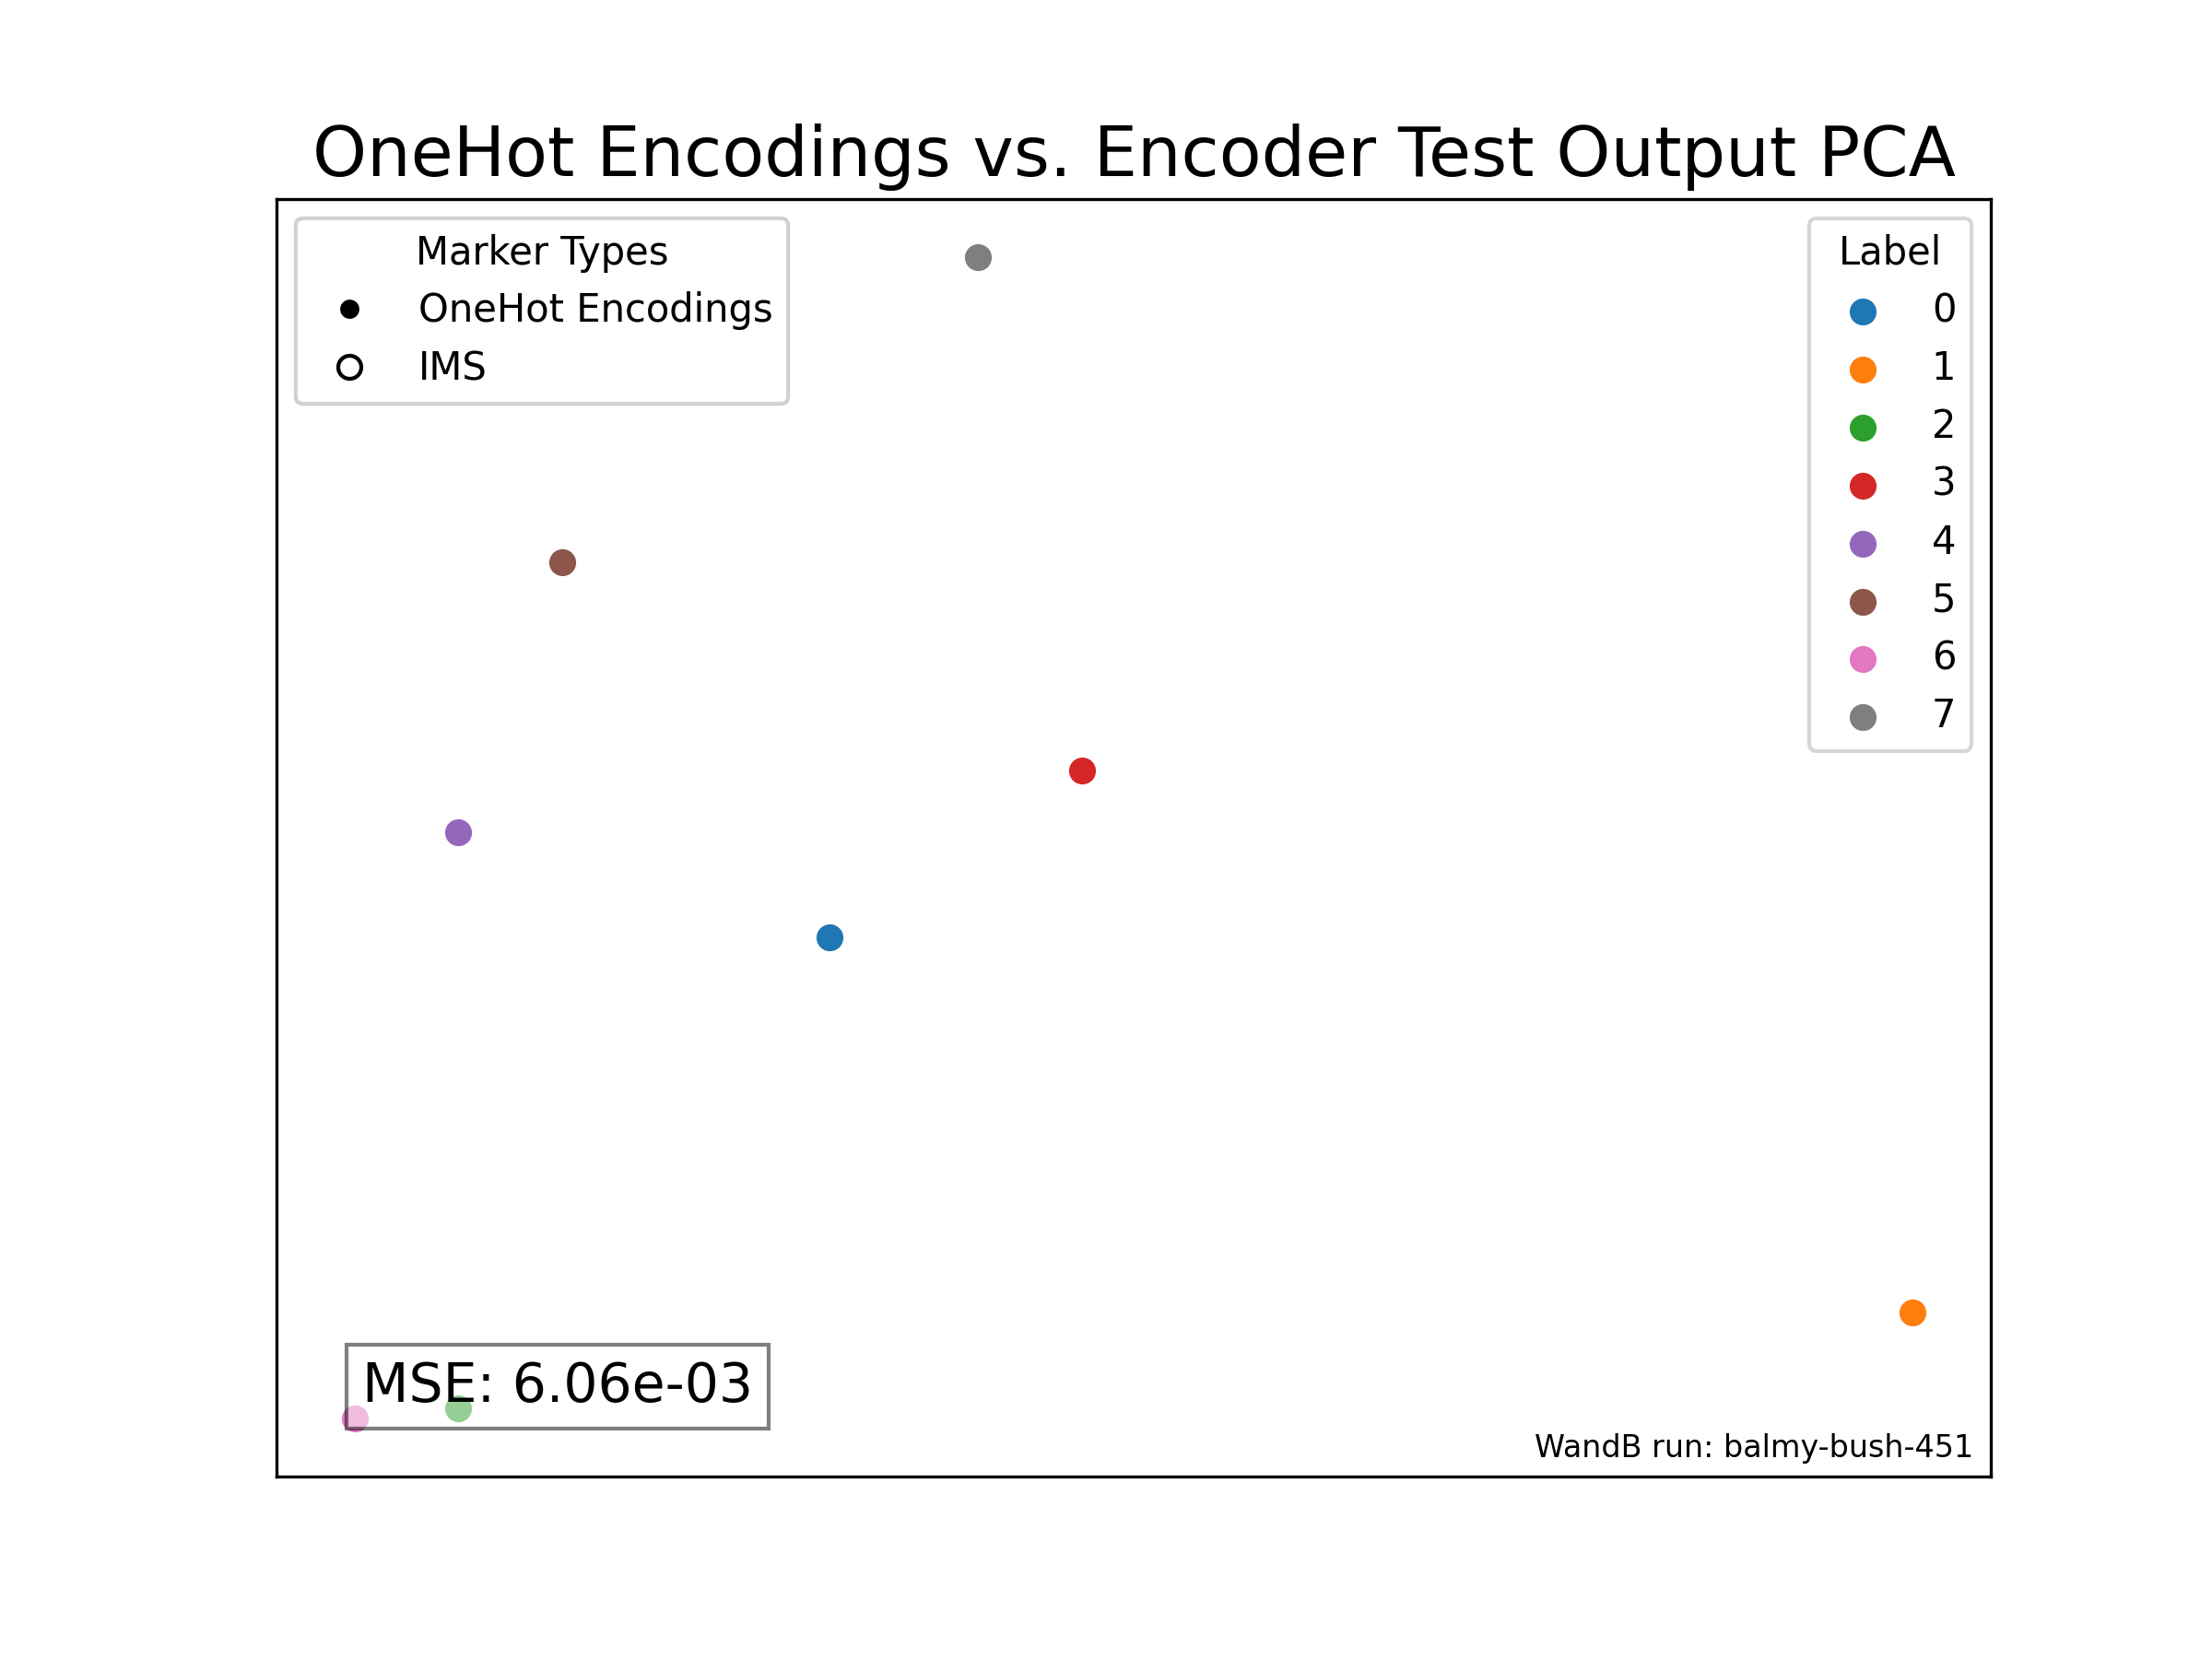 OneHot Encodings vs. Encoder Test Output PCA
Marker Types
OneHot Encodings
IMS
Label
0
1
2
3
4
5
6
7
MSE: 6.06e-03
WandB run: balmy-bush-451